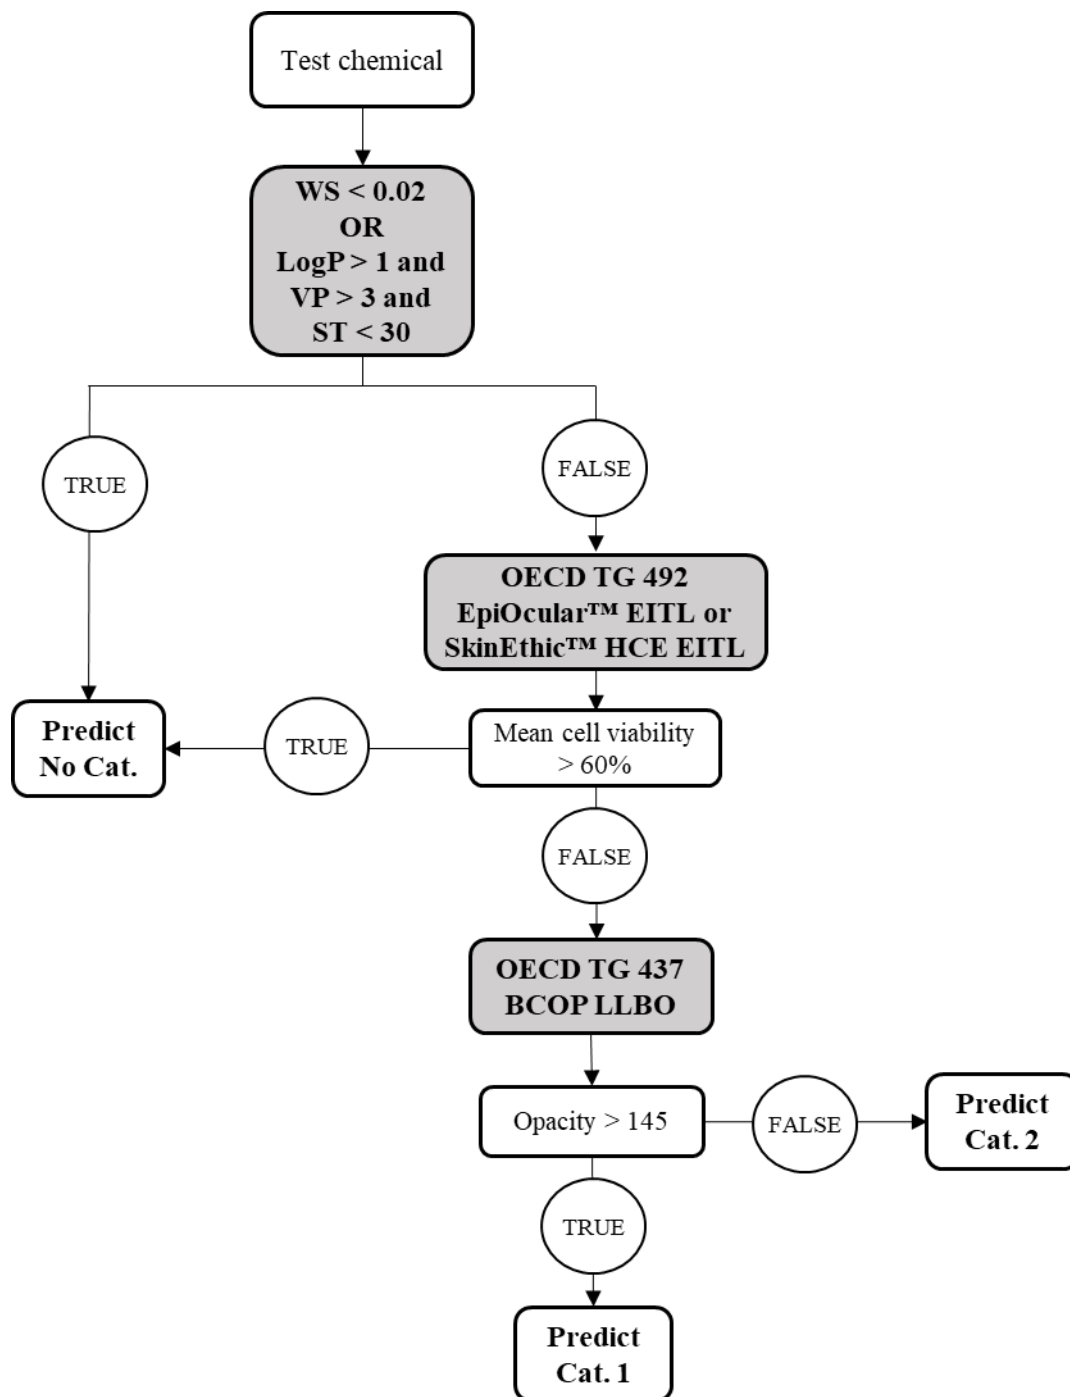 Test chemical
WS < 0.02
OR
LogP > 1 and
VP > 3 and
ST < 30
TRUE
FALSE
OECD TG 492
EpiOcular™ EITL or
SkinEthic™ HCE EITL
Predict
No Cat.
TRUE
Mean cell viability
> 60%
FALSE
OECD TG 437
BCOP LLBO
Opacity > 145
FALSE
Predict
Cat. 2
TRUE
Predict
Cat. 1